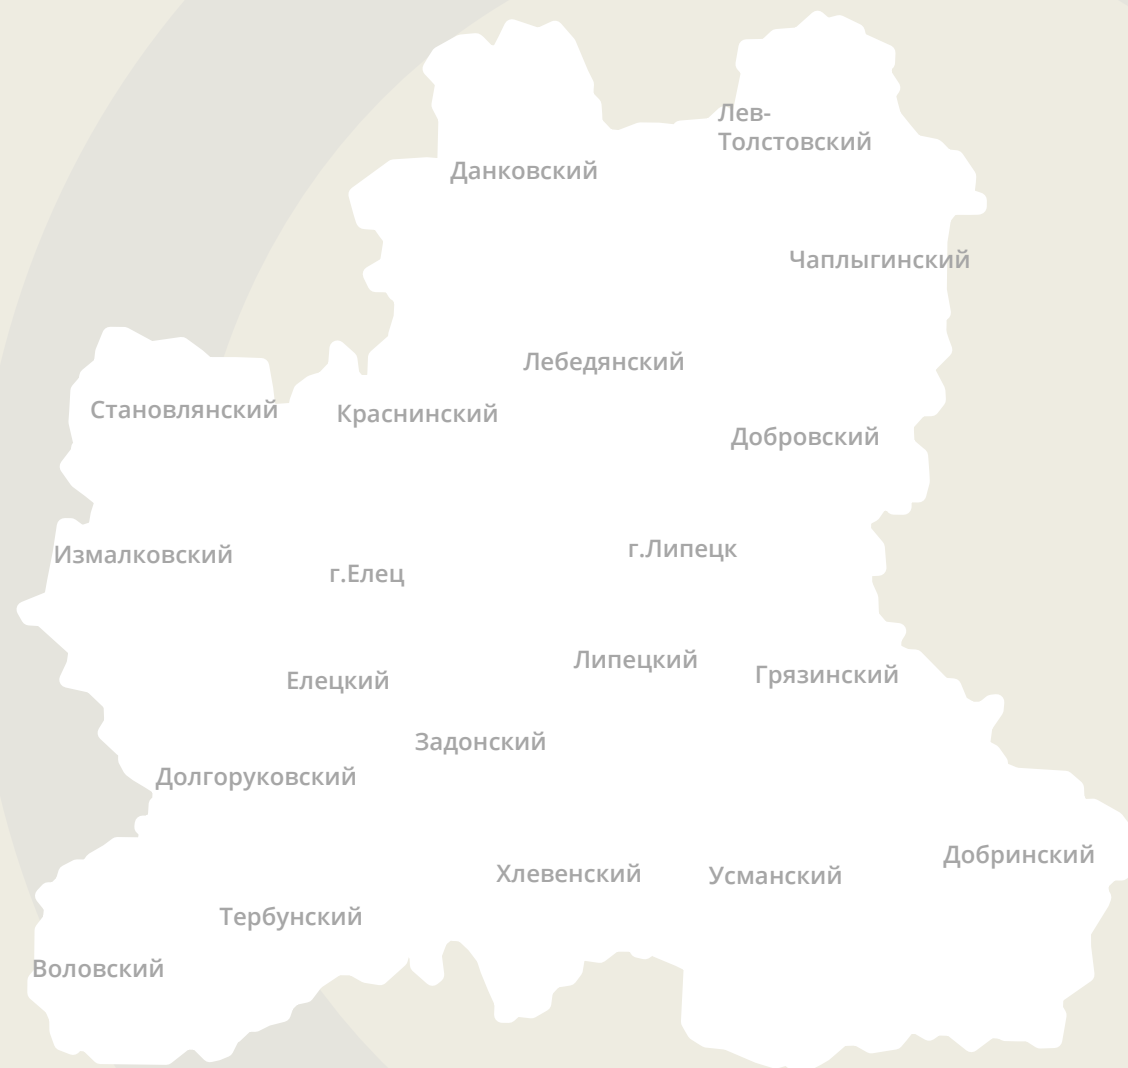 Лев-
Толстовский
Данковский
Чаплыгинский
Лебедянский
Становлянский
Краснинский
Добровский
г.Липецк
Измалковский
г.Елец
Липецкий
Грязинский
Елецкий
Задонский
Долгоруковский
Добринский
Хлевенский
Усманский
Тербунский
Воловский